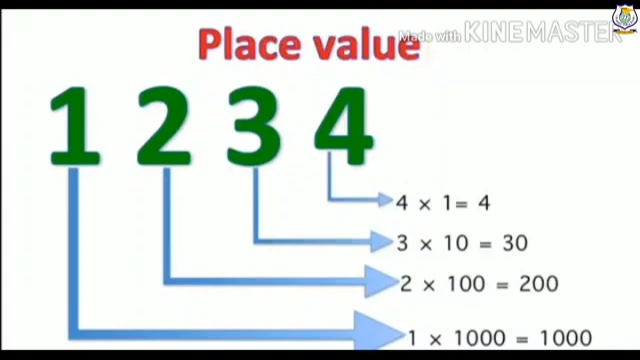 Place value
Made with KINEMASTER
1 2 3 4
4 × 1= 4
3 × 10 = 30
2 × 100 = 200
1 × 1000 = 1000